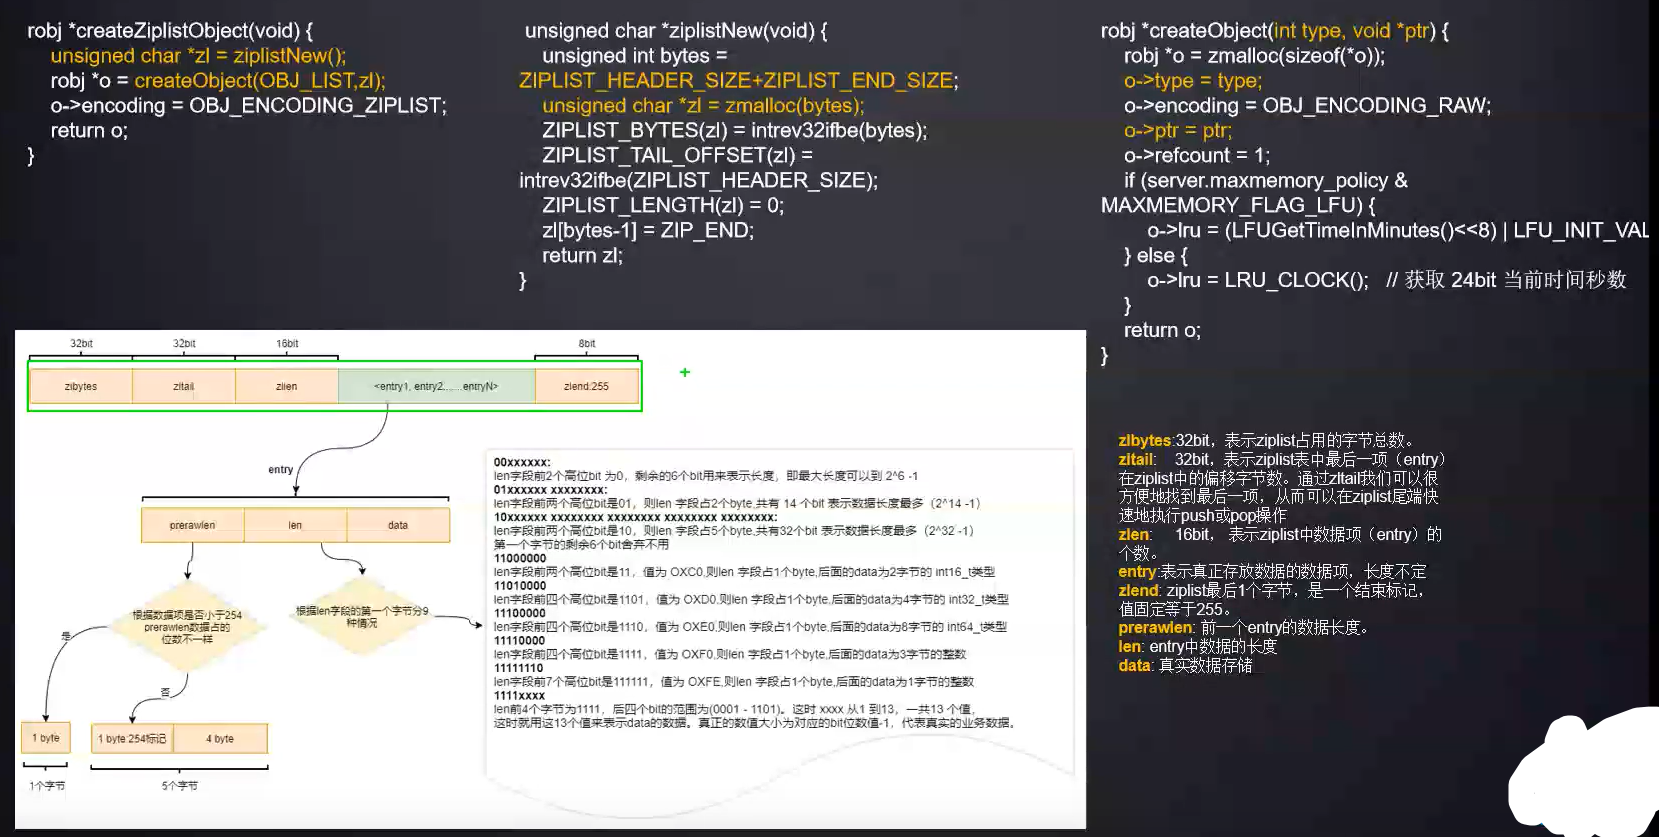 robj *createZiplistObject(void) {
unsigned char *zl = ziplistNew();
robj *o = createObject(OBJ_LIST,zl);
o->encoding = OBJ_ENCODING_ZIPLIST;
return o;
}
unsigned char *ziplistNew(void) {
unsigned int bytes =
ZIPLIST_HEADER_SIZE+ZIPLIST_END_SIZE;
unsigned char *zl = zmalloc(bytes);
ZIPLIST_BYTES(zl) = intrev32ifbe(bytes);
ZIPLIST_TAIL_OFFSET(zl) =
intrev32ifbe(ZIPLIST_HEADER_SIZE);
ZIPLIST_LENGTH(zl) = 0;
zl[bytes-1] = ZIP_END;
return zl;
}
robj *createObject(int type, void *ptr) {
robj *o = zmalloc(sizeof(*o));
o->type = type;
o->encoding = OBJ_ENCODING_RAW;
o->ptr = ptr;
o->refcount = 1;
if (server.maxmemory_policy &
MAXMEMORY_FLAG_LFU) {
o->lru = (LFUGetTimeInMinutes()<<8) | LFU_INIT_VAL
} else {
o->lru = LRU_CLOCK(); // 获取 24bit 当前时间秒数
}
return o;
}
32bit 32bit 16bit 8bit
zlbytes zltail zllen <entry1, entry2.......entryN> zlend:255
entry
prerawlen len data
根据数据项是否小于254
prerawlen数据占的
位数不一样
根据len字段的第一个字节分9
种情况
是
否
1 byte 1 byte:254标记 4 byte
1个字节 5个字节
00xxxxxx:
len字段前2个高位bit 为0，剩余的6个bit用来表示长度，即最大长度可以到 2^6 -1
01xxxxxx xxxxxxxx:
len字段前两个高位bit是01，则len 字段占2个byte,共有 14 个bit 表示数据长度最多（2^14 -1）
10xxxxxx xxxxxxxx xxxxxxxx xxxxxxxx xxxxxxxx:
len字段前两个高位bit是10，则len 字段占5个byte,共有32个bit 表示数据长度最多（2^32 -1）
第一个字节的剩余6个bit舍弃不用
11000000
len字段前两个高位bit是11，值为 OXC0,则len 字段占1个byte,后面的data为2字节的 int16_t类型
11010000
len字段前四个高位bit是1101，值为 OXD0,则len 字段占1个byte,后面的data为4字节的 int32_t类型
11100000
len字段前四个高位bit是1110，值为 OXE0,则len 字段占1个byte,后面的data为8字节的 int64_t类型
11110000
len字段前四个高位bit是1111，值为 OXF0,则len 字段占1个byte,后面的data为3字节的整数
11111110
len字段前7个高位bit是111111，值为 OXFE,则len 字段占1个byte,后面的data为1字节的整数
1111xxxx
len前4个字节为1111，后四个bit的范围为(0001 - 1101)。这时 xxxx 从1 到13，一共13 个值，
这时就用这13个值来表示data的数据。真正的数值大小为对应的bit位数值-1，代表真实的业务数据。
zlbytes:32bit，表示ziplist占用的字节总数。
zltail: 32bit，表示ziplist表中最后一项（entry）
在ziplist中的偏移字节数。通过zltail我们可以很
方便地找到最后一项，从而可以在ziplist尾端快
速地执行push或pop操作
zlen: 16bit， 表示ziplist中数据项（entry）的
个数。
entry:表示真正存放数据的数据项，长度不定
zlend: ziplist最后1个字节，是一个结束标记，
值固定等于255。
prerawlen: 前一个entry的数据长度。
len: entry中数据的长度
data: 真实数据存储